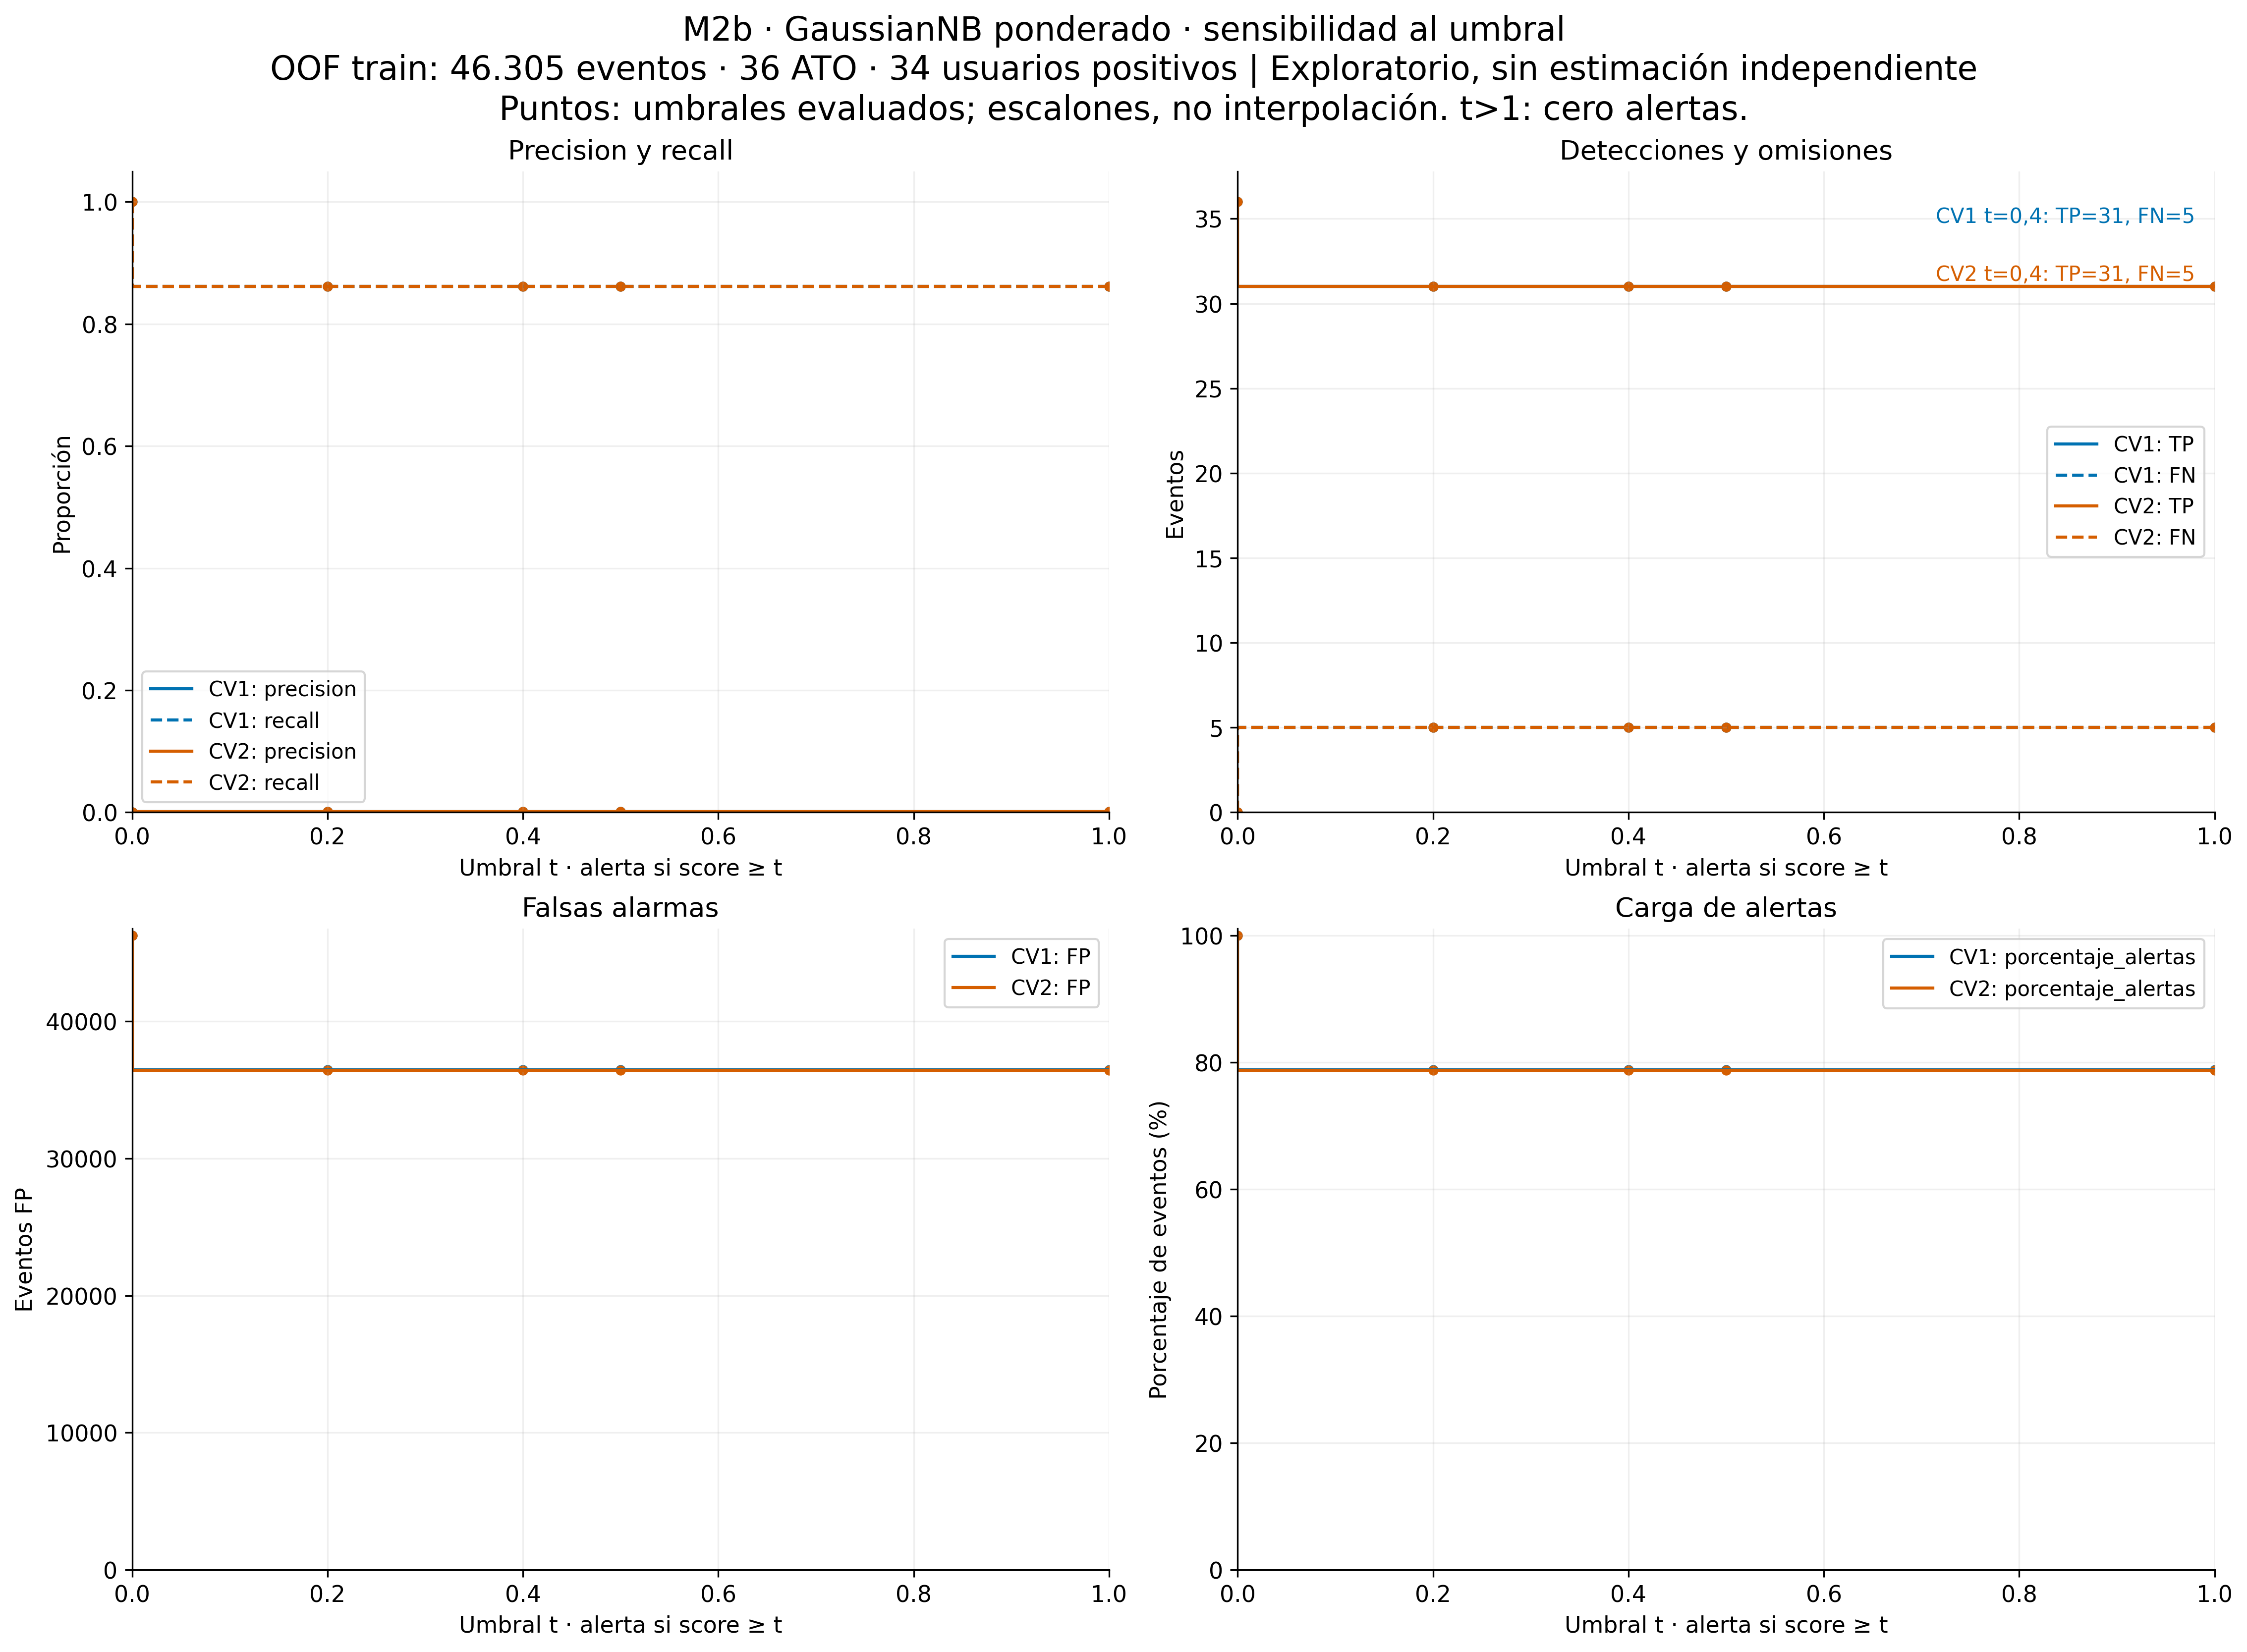 M2b · GaussianNB ponderado · sensibilidad al umbral
OOF train: 46.305 eventos · 36 ATO · 34 usuarios positivos | Exploratorio, sin estimación independiente
Puntos: umbrales evaluados; escalones, no interpolación. t>1: cero alertas.
Precision y recall
1.0
0.8
0.6
0.4
0.2
0.0
Proporción
CV1: precision
CV1: recall
CV2: precision
CV2: recall
0.0 0.2 0.4 0.6 0.8 1.0
Umbral t · alerta si score ≥ t
Detecciones y omisiones
35
30
25
20
15
10
5
0
Eventos
CV1 t=0,4: TP=31, FN=5
CV2 t=0,4: TP=31, FN=5
CV1: TP
CV1: FN
CV2: TP
CV2: FN
0.0 0.2 0.4 0.6 0.8 1.0
Umbral t · alerta si score ≥ t
Falsas alarmas
40000
30000
20000
10000
0
Eventos FP
CV1: FP
CV2: FP
0.0 0.2 0.4 0.6 0.8 1.0
Umbral t · alerta si score ≥ t
Carga de alertas
100
80
60
40
20
0
Porcentaje de eventos (%)
CV1: porcentaje_alertas
CV2: porcentaje_alertas
0.0 0.2 0.4 0.6 0.8 1.0
Umbral t · alerta si score ≥ t